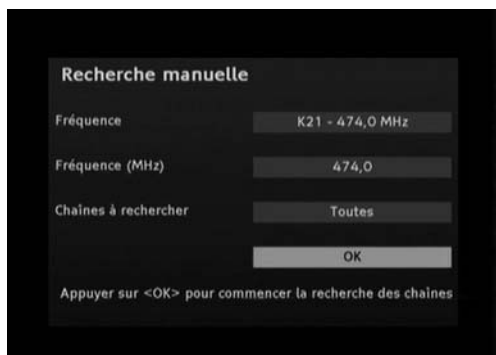 Recherche manuelle
Fréquence K21 - 474,0 MHz
Fréquence (MHz) 474,0
Chaînes à rechercher Toutes
OK
Appuyer sur <OK> pour commencer la recherche des chaînes